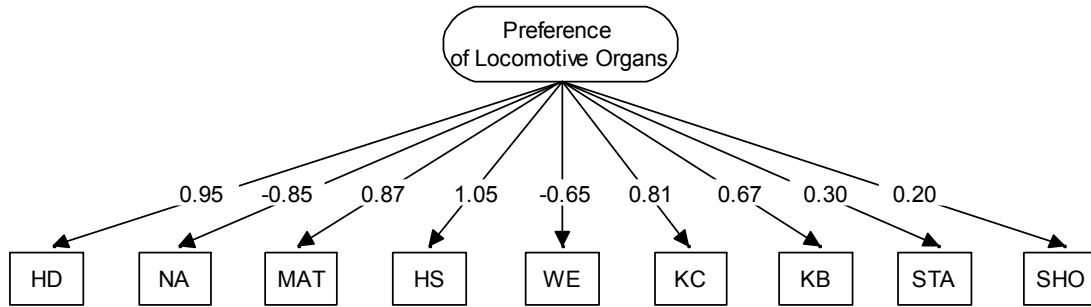 Preference
of Locomotive Organs
0.95 -0.85 0.87 1.05 -0.65 0.81 0.67 0.30 0.20
HD NA MAT HS WE KC KB STA SHO